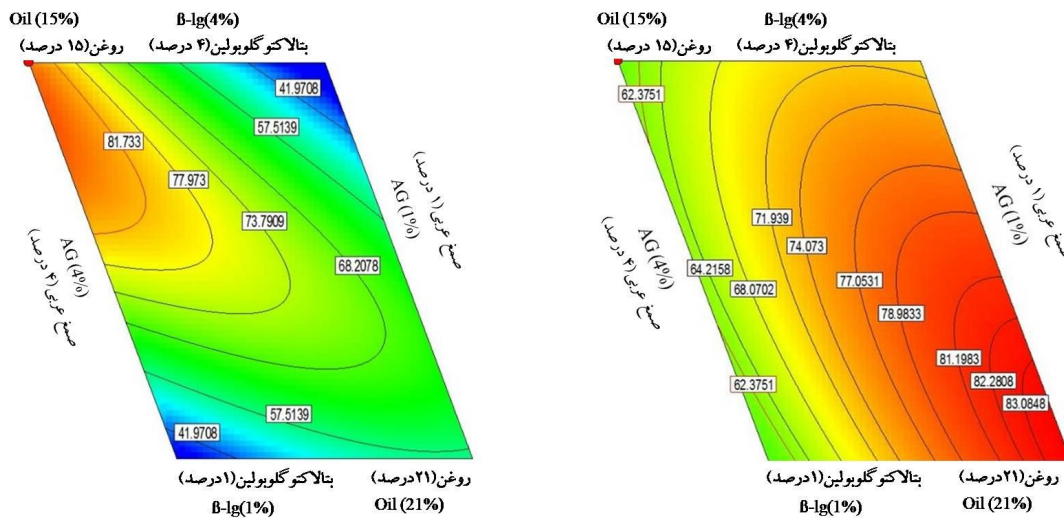 Oil (15%)
ß-lg(4%)
روغن(۱۵ درصد)
بتالاکتوگلوبولین(۴ درصد)
41.9708
57.5139
81.733
77.973
73.7909
68.2078
57.5139
41.9708
صمغ عربی(۱ درصد)
AG (1%)
AG (4%)
صمغ عربی(۴ درصد)
بتالاکتوگلوبولین(۱درصد)
روغن(۲۱درصد)
ß-lg(1%)
Oil (21%)
Oil (15%)
ß-lg(4%)
روغن(۱۵ درصد)
بتالاکتوگلوبولین(۴ درصد)
62.3751
71.939
74.073
64.2158
68.0702
77.0531
78.9833
81.1983
82.2808
83.0848
62.3751
صمغ عربی(۱ درصد)
AG (1%)
AG (4%)
صمغ عربی(۴ درصد)
بتالاکتوگلوبولین(۱درصد)
روغن(۲۱درصد)
ß-lg(1%)
Oil (21%)